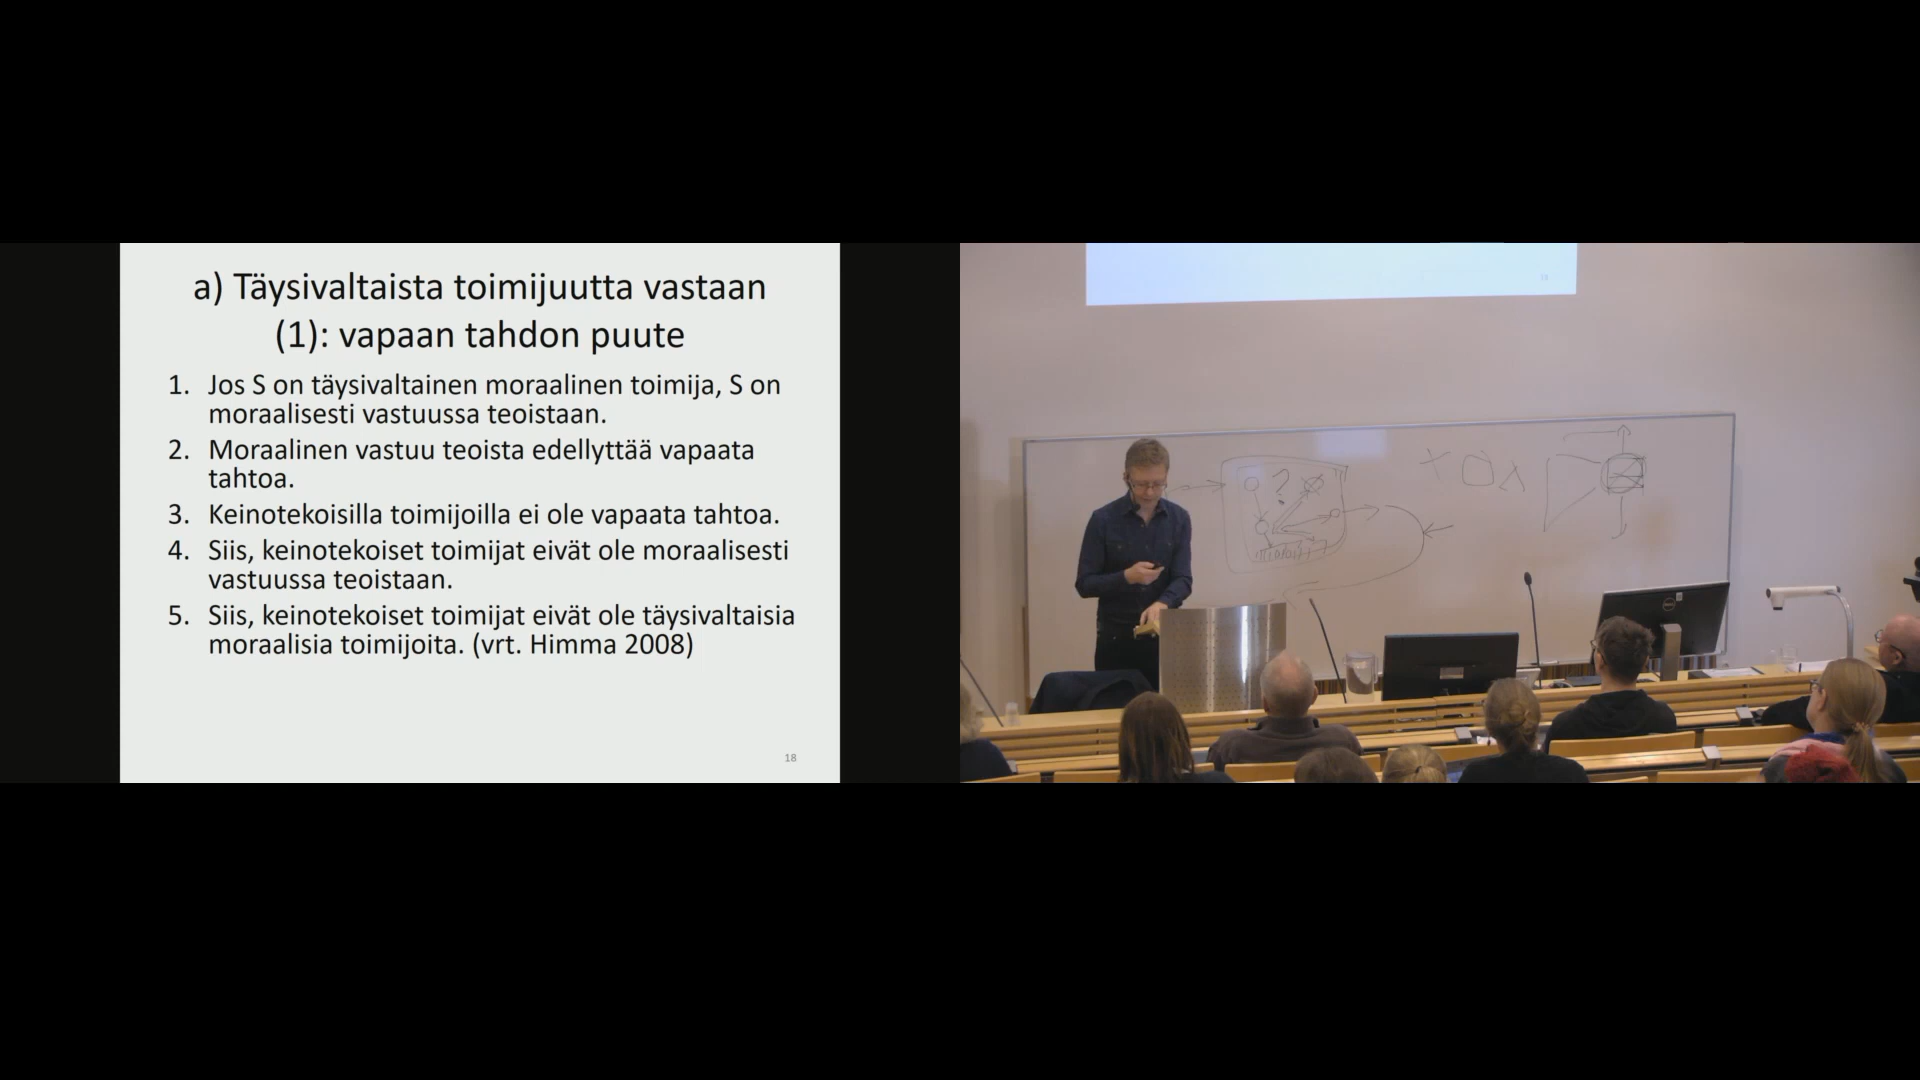 a) Täysivaltaista toimijuutta vastaan
(1): vapaan tahdon puute
1. Jos S on täysivaltainen moraalinen toimija, S on
moraalisesti vastuussa teoistaan.
2. Moraalinen vastuu teoista edellyttää vapaata
tahtoa.
3. Keinotekoisilla toimijoilla ei ole vapaata tahtoa.
4. Siis, keinotekoiset toimijat eivät ole moraalisesti
vastuussa teoistaan.
5. Siis, keinotekoiset toimijat eivät ole täysivaltaisia
moraalisia toimijoita. (vrt. Himma 2008)
18
?